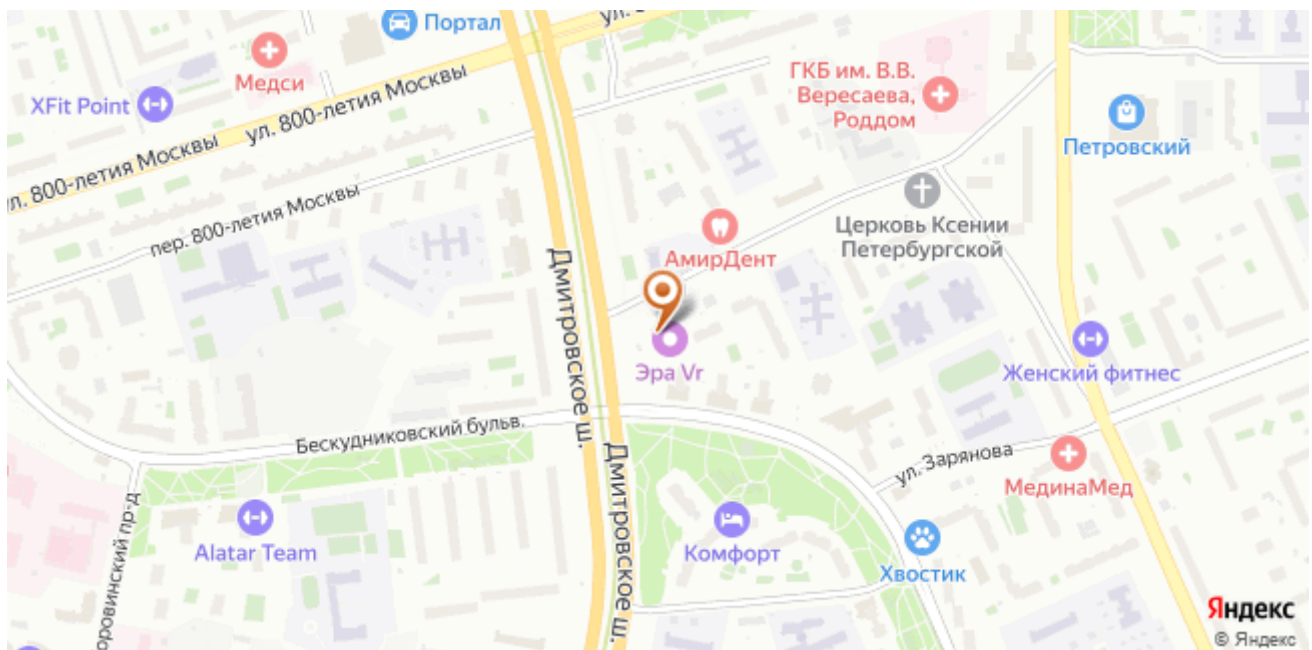 Портал
ул.
Медси
XFit Point
ул. 800-летия Москвы
ул. 800-летия Москвы
пер. 800-летия Москвы
ГКБ им. В.В.
Вересаева,
Роддом
Петровский
Церковь Ксении
Петербургской
АмирДент
Дмитровское ш.
Эра Vr
Женский фитнес
Бескудниковский бульв.
Дмитровское ш.
ул. Зарянова
МединаМед
Alatar Team
Комфорт
Хвостик
оровинский пр-д
Яндекс
© Яндекс